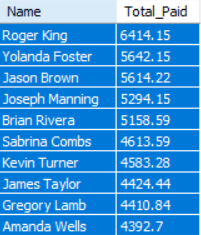 Name Total_Paid
Roger King 6414.15
Yolanda Foster 5642.15
Jason Brown 5614.22
Joseph Manning 5294.15
Brian Rivera 5158.59
Sabrina Combs 4613.59
Kevin Turner 4583.28
James Taylor 4424.44
Gregory Lamb 4410.84
Amanda Wells 4392.7